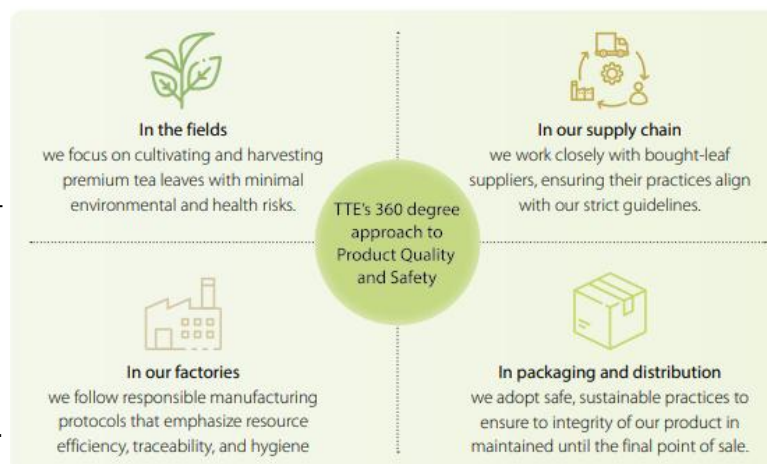 In the fields
we focus on cultivating and harvesting
premium tea leaves with minimal
environmental and health risks.
In our supply chain
we work closely with bought-leaf
suppliers, ensuring their practices align
with our strict guidelines.
TTE's 360 degree
approach to
Product Quality
and Safety
In our factories
we follow responsible manufacturing
protocols that emphasize resource
efficiency, traceability, and hygiene
In packaging and distribution
we adopt safe, sustainable practices to
ensure to integrity of our product in
maintained until the final point of sale.